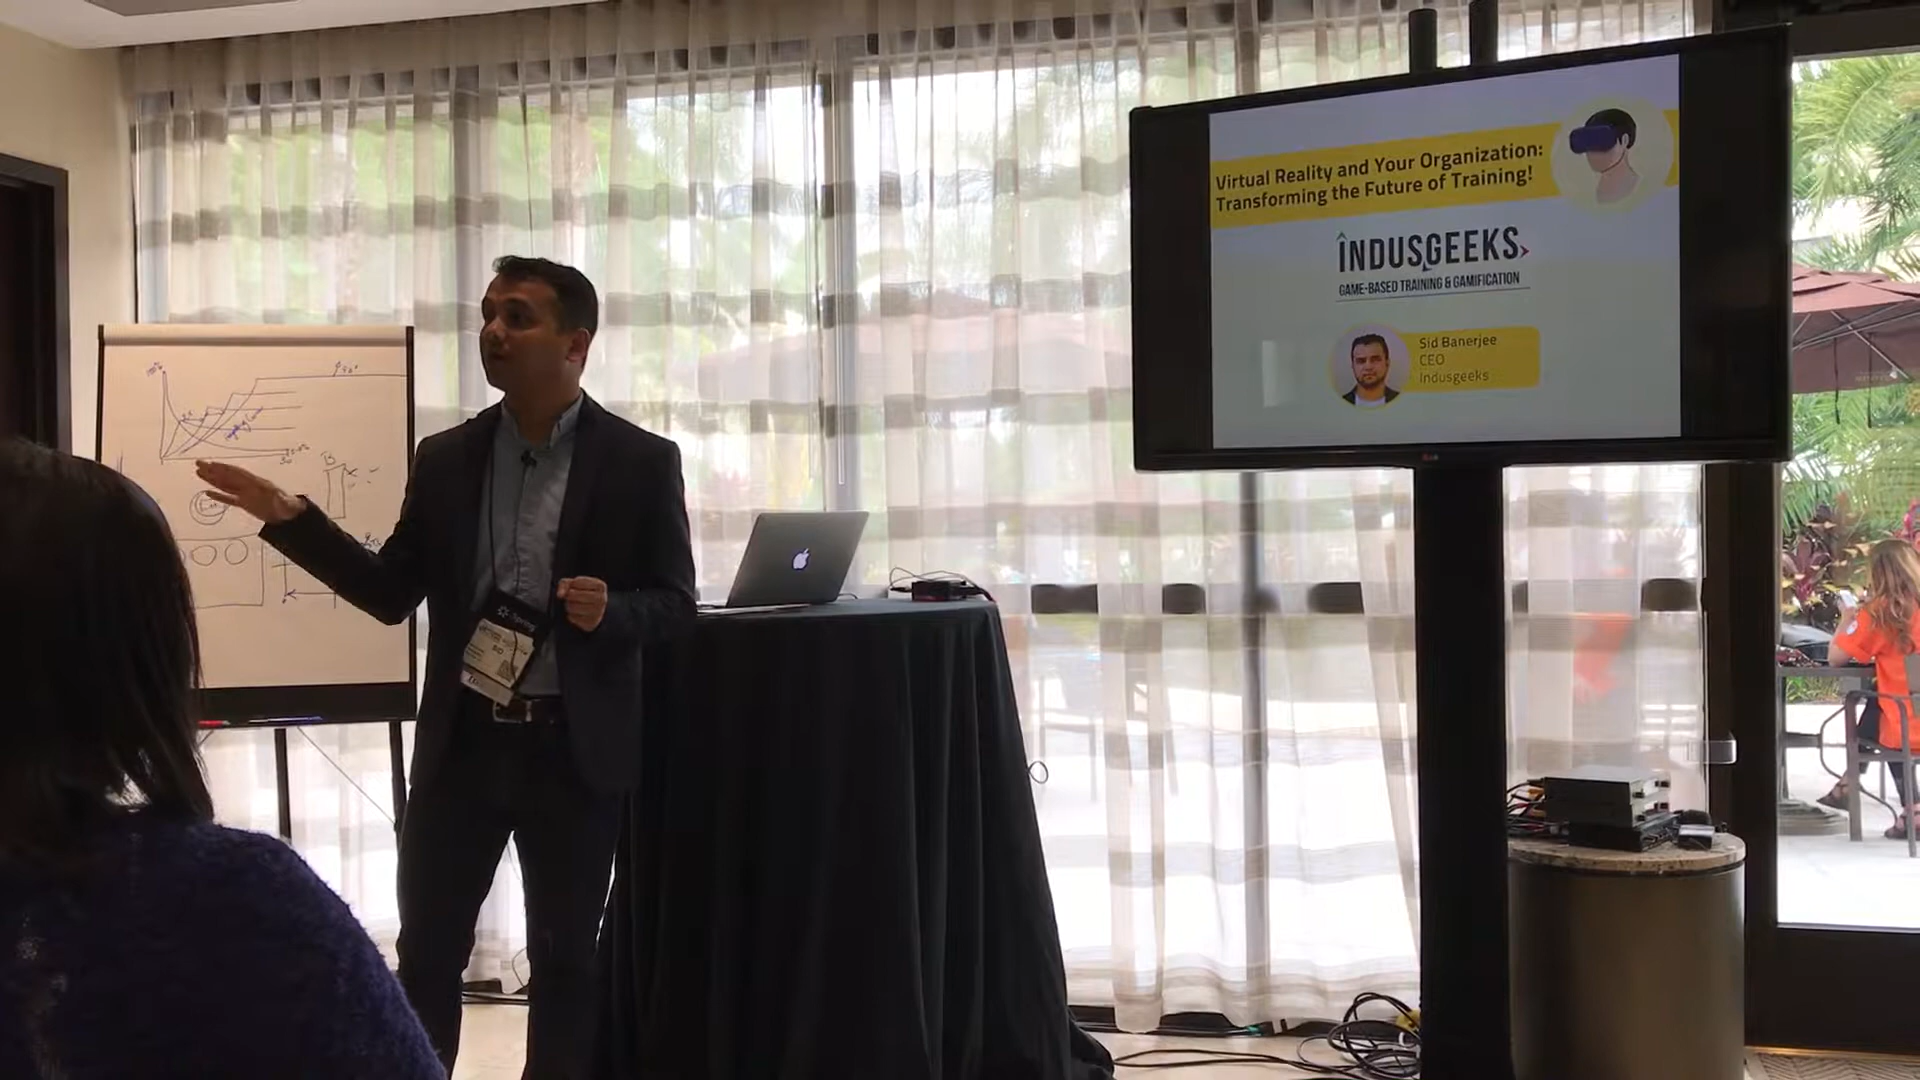 Virtual Reality and Your Organization:
Transforming the Future of Training!
INDUSGEEKS
GAME-BASED TRAINING & GAMIFICATION
Sid Banerjee
CEO
Indusgeeks
SID